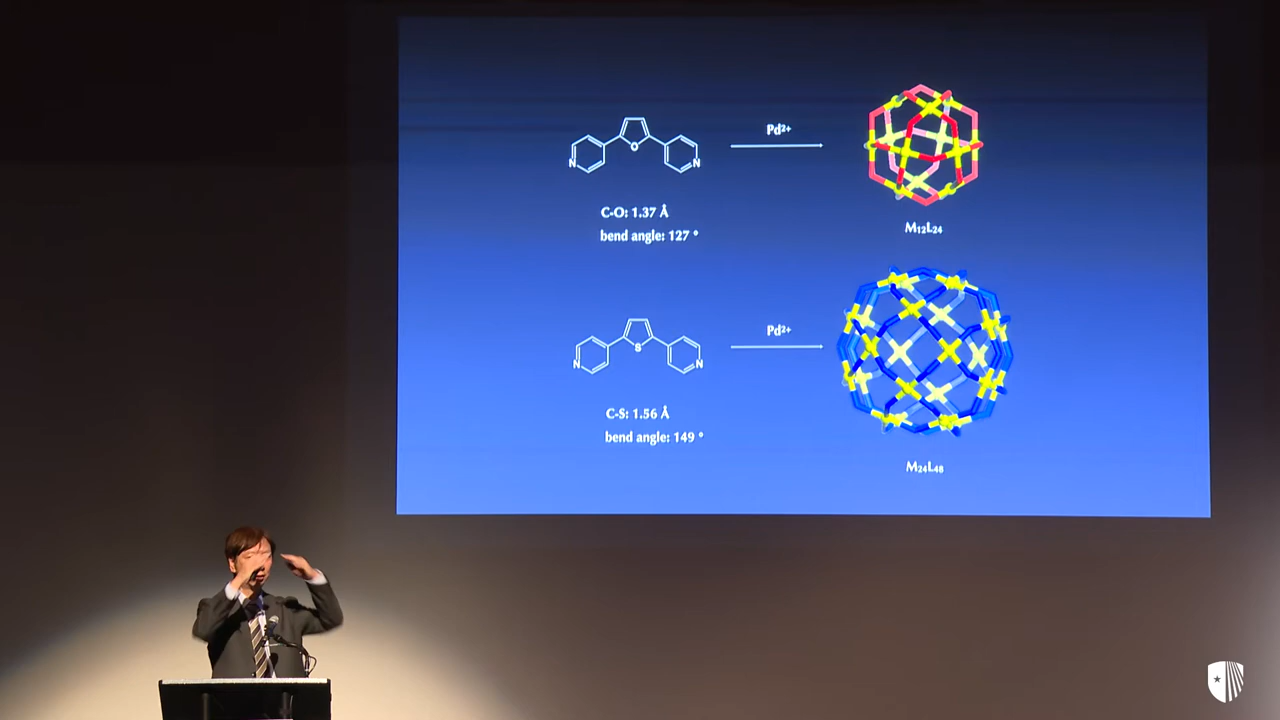 Pd²⁺
O
N
N
C-O: 1.37 Å
bend angle: 127 °
M₁₂L₂₄
Pd²⁺
S
N
N
C-S: 1.56 Å
bend angle: 149 °
M₂₄L₄₈